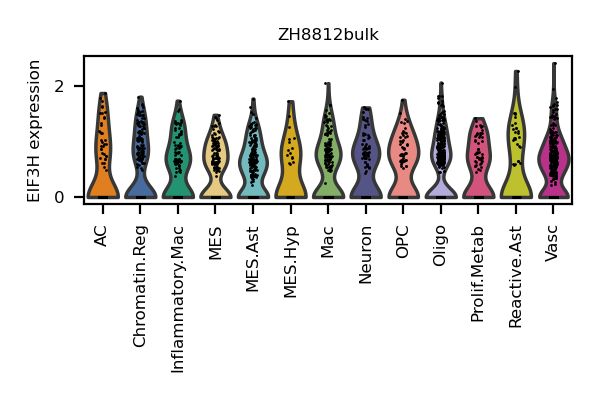 ZH8812bulk
EIF3H expression
2
0
AC
Chromatin.Reg
Inflammatory.Mac
MES
MES.Ast
MES.Hyp
Mac
Neuron
OPC
Oligo
Prolif.Metab
Reactive.Ast
Vasc